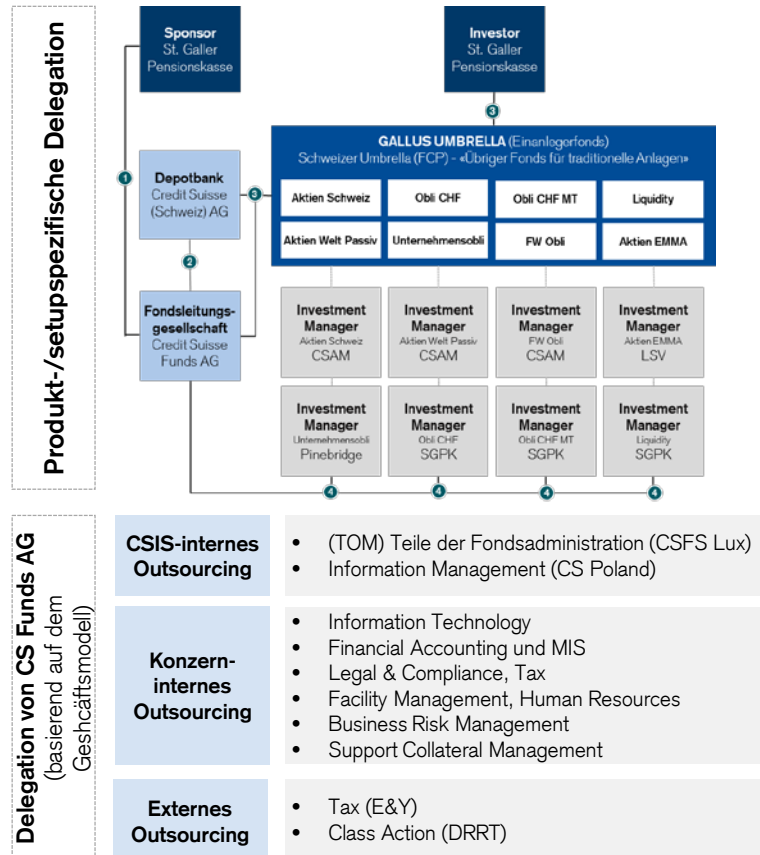 Produkt-/setupspezifische Delegation
Sponsor
St. Galler
Pensionskasse
Investor
St. Galler
Pensionskasse
3
GALLUS UMBRELLA (Einanlegerfonds)
Schweizer Umbrella (FCP) - «Übriger Fonds für traditionelle Anlagen»
1
Depotbank
Credit Suisse
(Schweiz) AG
3
Aktien Schweiz
Obli CHF
Obli CHF MT
Liquidity
Aktien Welt Passiv
Unternehmensobli
FW Obli
Aktien EMMA
2
Fondsleitungs-
gesellschaft
Credit Suisse
Funds AG
Investment
Manager
Aktien Schweiz
CSAM
Investment
Manager
Aktien Welt Passiv
CSAM
Investment
Manager
FW Obli
CSAM
Investment
Manager
Aktien EMMA
LSV
Investment
Manager
Unternehmensobli
Pinebridge
Investment
Manager
Obli CHF
SGPK
Investment
Manager
Obli CHF MT
SGPK
Investment
Manager
Liquidity
SGPK
4
4
4
4
Delegation von CS Funds AG
(basierend auf dem
Geshcäftsmodell)
CSIS-internes
Outsourcing
• (TOM) Teile der Fondsadministration (CSFS Lux)
• Information Management (CS Poland)
Konzern-
internes
Outsourcing
• Information Technology
• Financial Accounting und MIS
• Legal & Compliance, Tax
• Facility Management, Human Resources
• Business Risk Management
• Support Collateral Management
Externes
Outsourcing
• Tax (E&Y)
• Class Action (DRRT)